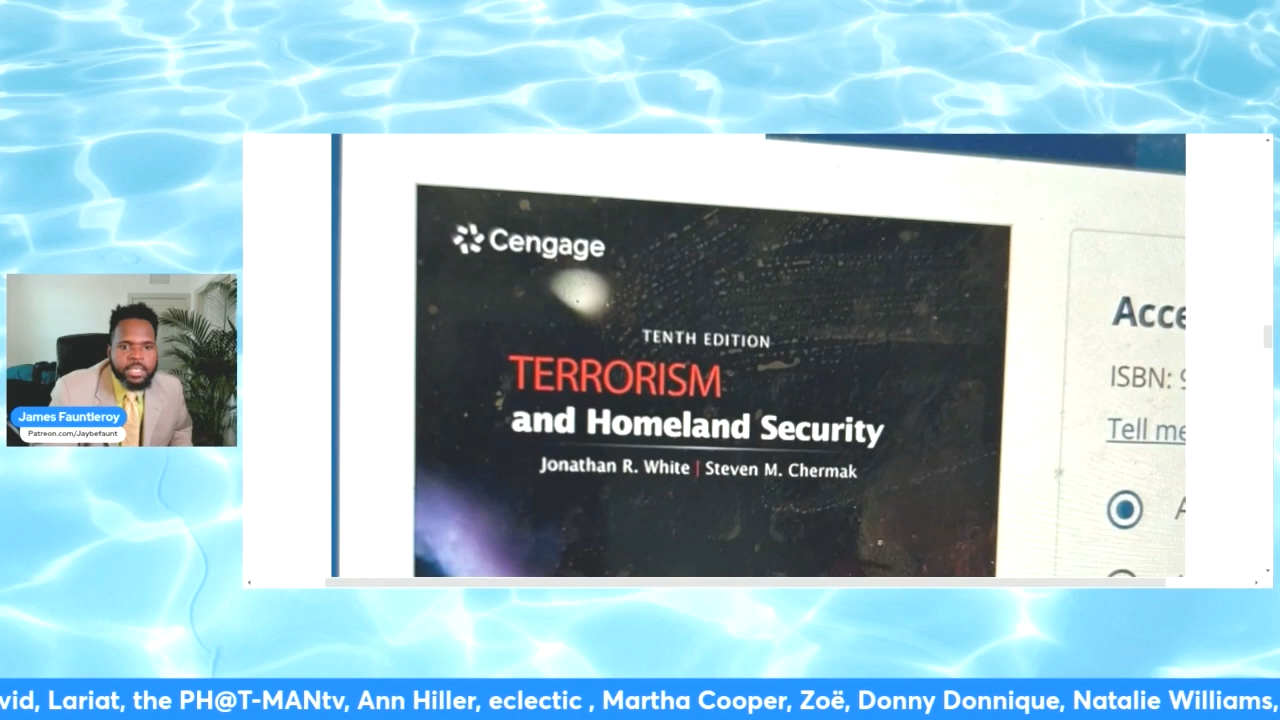 Cengage
TENTH EDITION
TERRORISM
and Homeland Security
Jonathan R. White | Steven M. Chermak
Acce
ISBN: 9
Tell me
A
James Fauntleroy
Patreon.com/Jaybefaunt
vid, Lariat, the PH@T-MANtv, Ann Hiller, eclectic , Martha Cooper, Zoë, Donny Donnique, Natalie Williams,